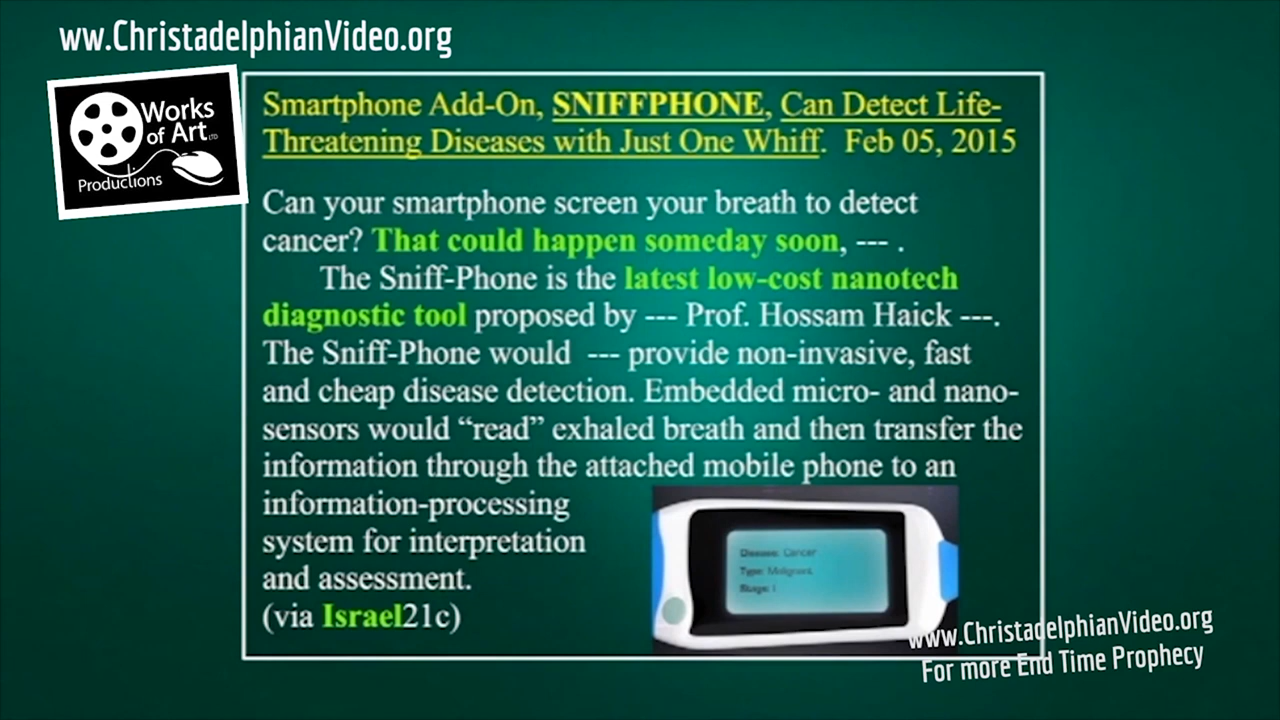 ww.ChristadelphianVideo.org
Works
of Art LTD
Productions
Smartphone Add-On, SNIFFPHONE, Can Detect Life-
Threatening Diseases with Just One Whiff. Feb 05, 2015
Can your smartphone screen your breath to detect
cancer? That could happen someday soon, --- .
The Sniff-Phone is the latest low-cost nanotech
diagnostic tool proposed by --- Prof. Hossam Haick ---.
The Sniff-Phone would --- provide non-invasive, fast
and cheap disease detection. Embedded micro- and nano-
sensors would “read” exhaled breath and then transfer the
information through the attached mobile phone to an
information-processing
system for interpretation
and assessment.
(via Israel21c)
Disease: Cancer
Type: Malignant
Stage: I
www.ChristadelphianVideo.org
For more End Time Prophecy